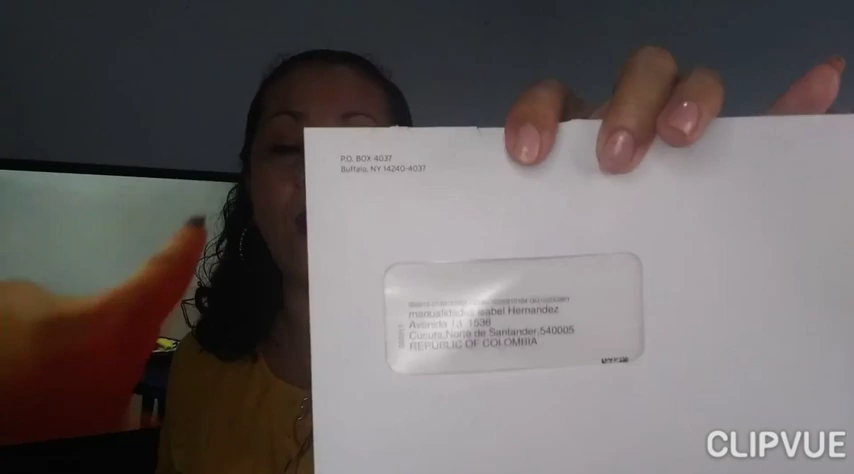 P.O. BOX 4037
Buffalo, NY 14240-4037
manualidades isabel Hernandez
Avenida 13 1536
Cucuta, Norte de Santander, 540005
REPUBLIC OF COLOMBIA
CLIPVUE